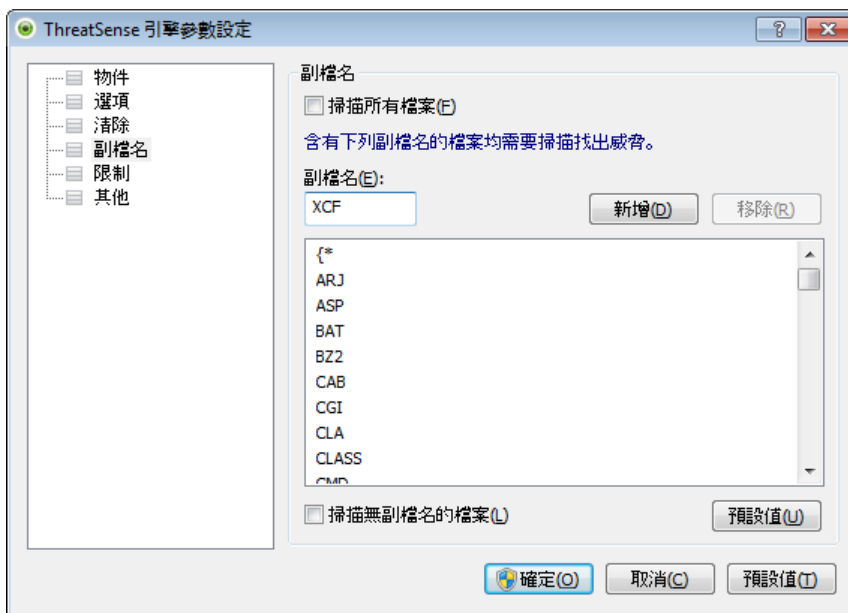 ThreatSense 引擎參數設定
物件
選項
清除
副檔名
限制
其他
副檔名
掃描所有檔案(F)
含有下列副檔名的檔案均需要掃描找出威脅。
副檔名(E):
XCF
新增(D)
移除(R)
{*
ARJ
ASP
BAT
BZ2
CAB
CGI
CLA
CLASS
CMD
掃描無副檔名的檔案(L)
預設值(U)
確定(O)
取消(C)
預設值(T)